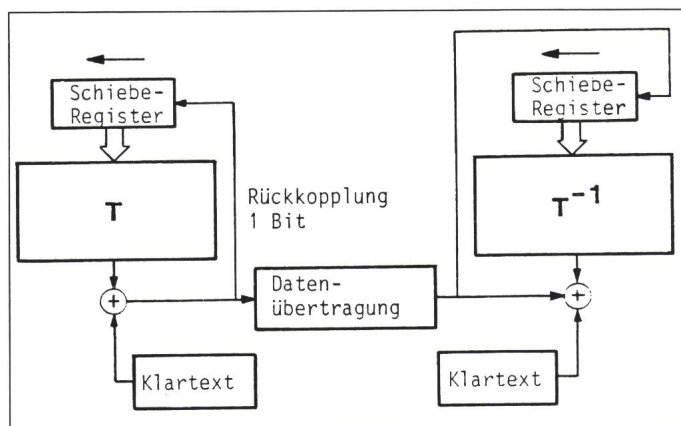 Schiebe-
Register
T
Rückkopplung
1 Bit
+
Klartext
Daten-
übertragung
Schiebe-
Register
T⁻¹
+
Klartext